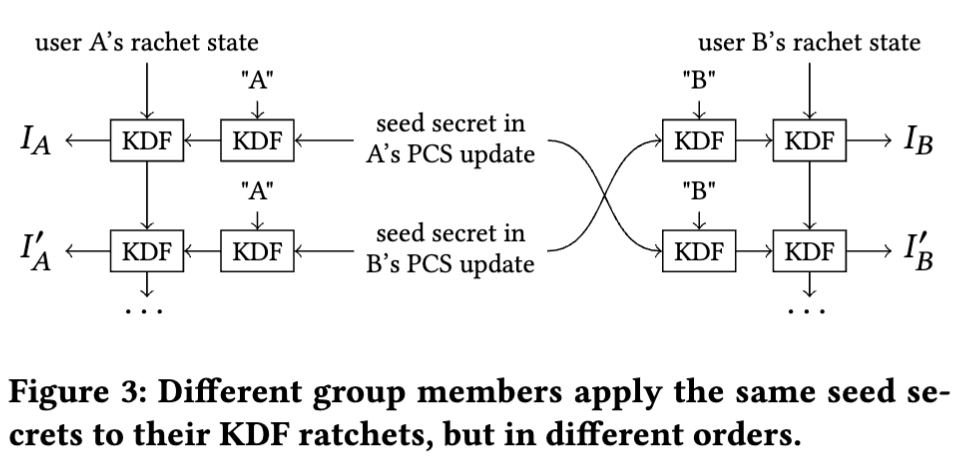 user A's rachet state
user B's rachet state
"A"
"B"
I_A
KDF
KDF
seed secret in
A's PCS update
KDF
KDF
I_B
"A"
"B"
I'_A
KDF
KDF
seed secret in
B's PCS update
KDF
KDF
I'_B
. . .
. . .
Figure 3: Different group members apply the same seed se-
crets to their KDF ratchets, but in different orders.